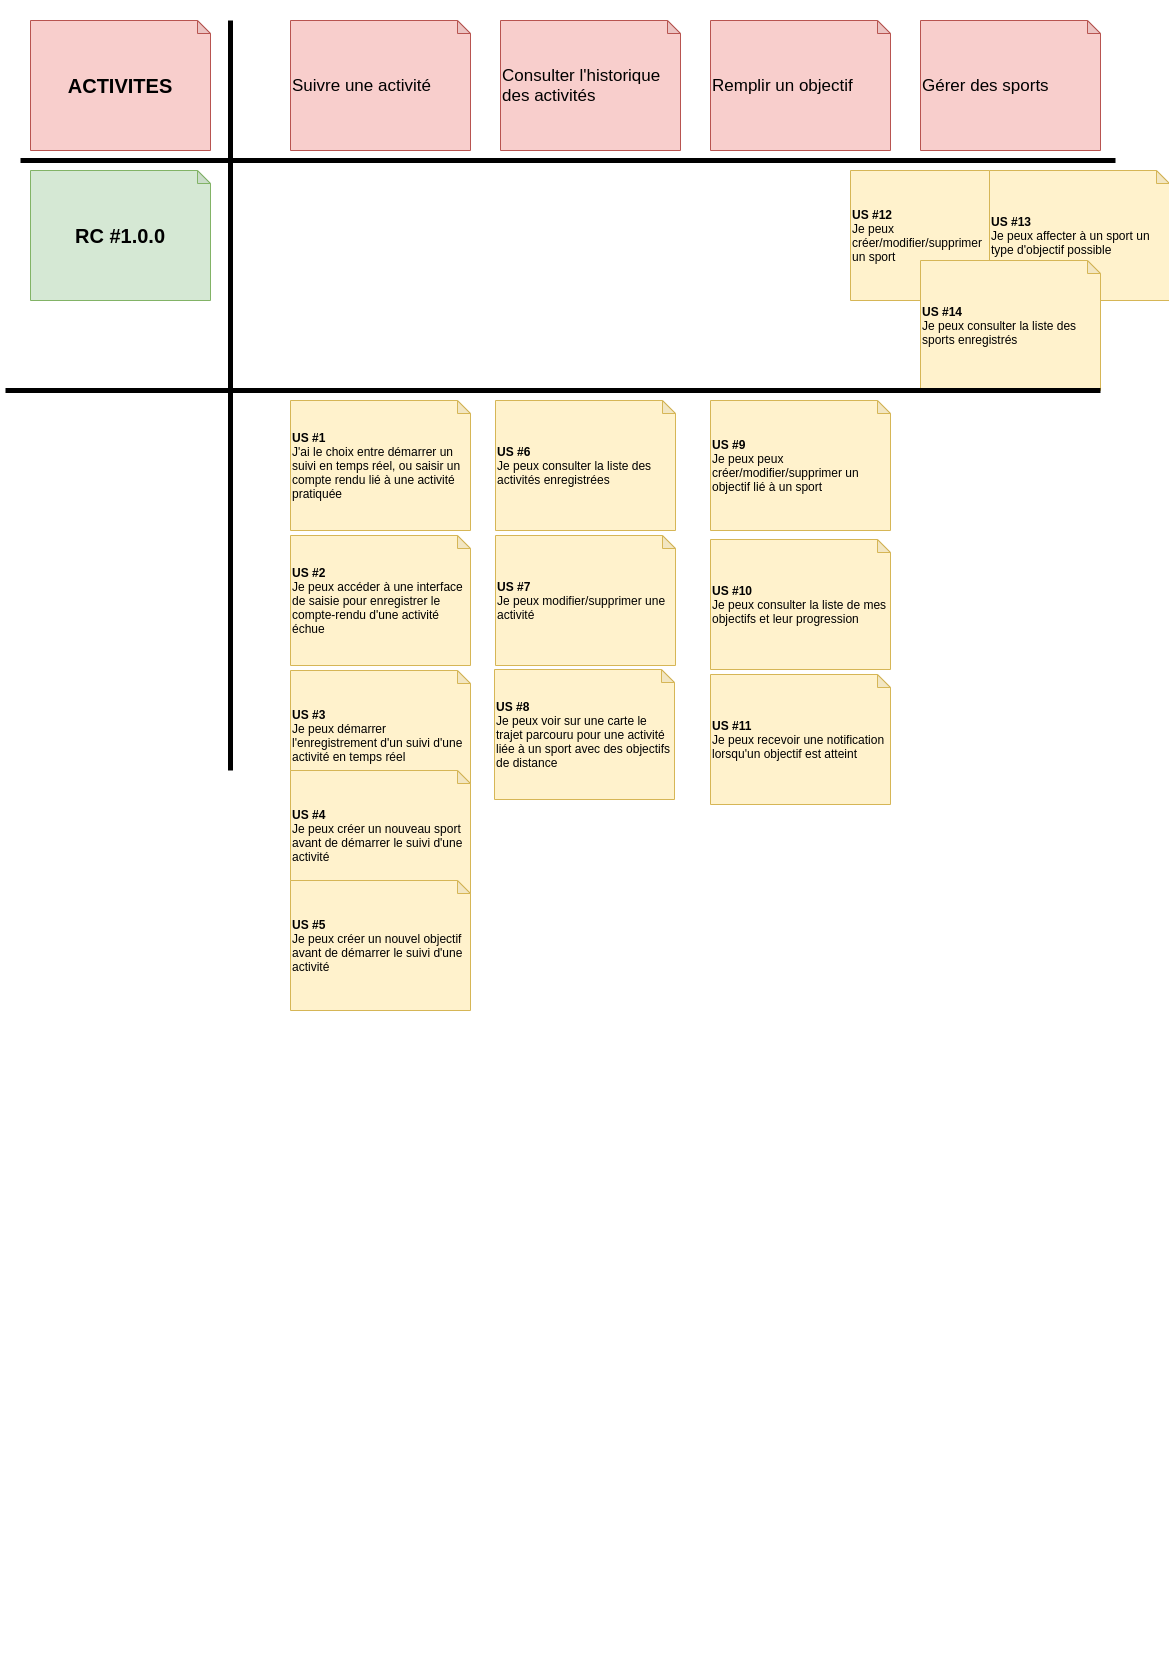 ACTIVITES
Suivre une activité
Consulter l'historique
des activités
Remplir un objectif
Gérer des sports
RC #1.0.0
US #12
Je peux
créer/modifier/supprimer
un sport
US #13
Je peux affecter à un sport un
type d'objectif possible
US #14
Je peux consulter la liste des
sports enregistrés
US #1
J'ai le choix entre démarrer un
suivi en temps réel, ou saisir un
compte rendu lié à une activité
pratiquée
US #2
Je peux accéder à une interface
de saisie pour enregistrer le
compte-rendu d'une activité
échue
US #3
Je peux démarrer
l'enregistrement d'un suivi d'une
activité en temps réel
US #4
Je peux créer un nouveau sport
avant de démarrer le suivi d'une
activité
US #5
Je peux créer un nouvel objectif
avant de démarrer le suivi d'une
activité
US #6
Je peux consulter la liste des
activités enregistrées
US #7
Je peux modifier/supprimer une
activité
US #8
Je peux voir sur une carte le
trajet parcouru pour une activité
liée à un sport avec des objectifs
de distance
US #9
Je peux peux
créer/modifier/supprimer un
objectif lié à un sport
US #10
Je peux consulter la liste de mes
objectifs et leur progression
US #11
Je peux recevoir une notification
lorsqu'un objectif est atteint